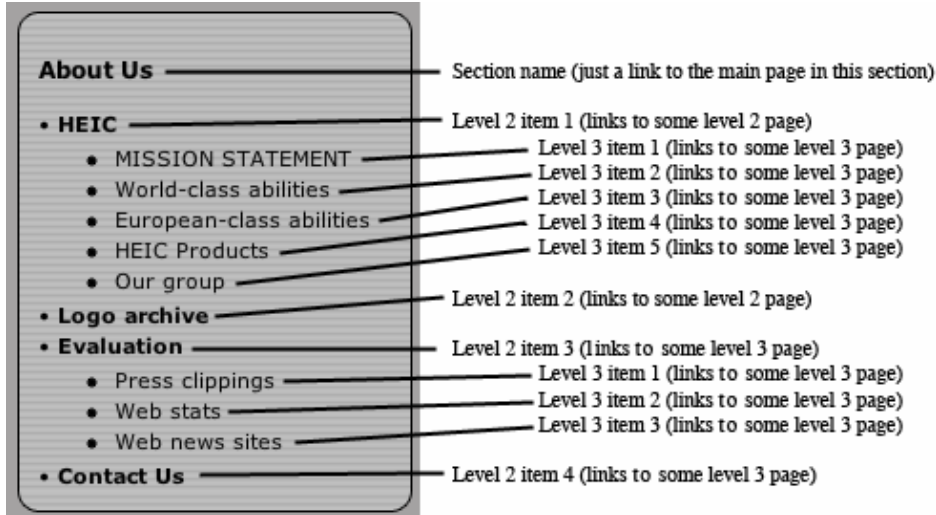 About Us Section name (just a link to the main page in this section)
• HEIC Level 2 item 1 (links to some level 2 page)
• MISSION STATEMENT Level 3 item 1 (links to some level 3 page)
• World-class abilities Level 3 item 2 (links to some level 3 page)
• European-class abilities Level 3 item 3 (links to some level 3 page)
• HEIC Products Level 3 item 4 (links to some level 3 page)
• Our group Level 3 item 5 (links to some level 3 page)
• Logo archive Level 2 item 2 (links to some level 2 page)
• Evaluation Level 2 item 3 (links to some level 3 page)
• Press clippings Level 3 item 1 (links to some level 3 page)
• Web stats Level 3 item 2 (links to some level 3 page)
• Web news sites Level 3 item 3 (links to some level 3 page)
• Contact Us Level 2 item 4 (links to some level 3 page)